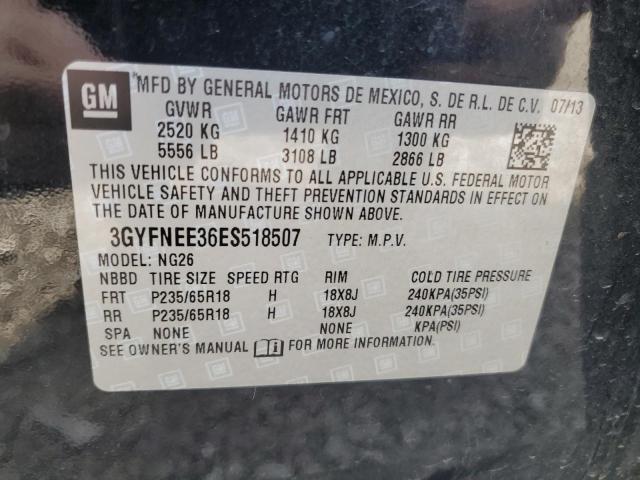 GM MFD BY GENERAL MOTORS DE MEXICO, S. DE R.L. DE C.V. 07/13
GVWR GAWR FRT GAWR RR
2520 KG 1410 KG 1300 KG
5556 LB 3108 LB 2866 LB
THIS VEHICLE CONFORMS TO ALL APPLICABLE U.S. FEDERAL MOTOR
VEHICLE SAFETY AND THEFT PREVENTION STANDARDS IN EFFECT ON
THE DATE OF MANUFACTURE SHOWN ABOVE.
3GYFNEE36ES518507 TYPE: M.P.V.
MODEL: NG26
NBBD TIRE SIZE SPEED RTG RIM COLD TIRE PRESSURE
FRT P235/65R18 H 18X8J 240KPA(35PSI)
RR P235/65R18 H 18X8J 240KPA(35PSI)
SPA NONE NONE KPA(PSI)
SEE OWNER'S MANUAL FOR MORE INFORMATION.